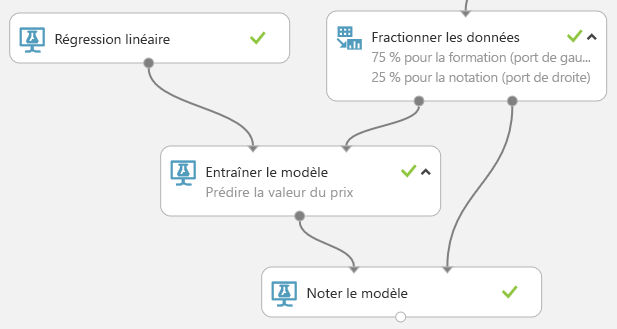 Régression linéaire
Fractionner les données
75 % pour la formation (port de gau...
25 % pour la notation (port de droite)
Entraîner le modèle
Prédire la valeur du prix
Noter le modèle